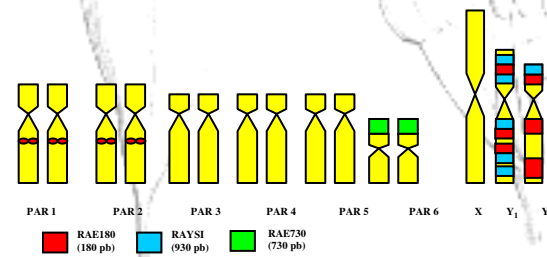 PAR 1 PAR 2 PAR 3 PAR 4 PAR 5 PAR 6 X Y1 Y
RAE180 RAYSI RAE730
(180 pb) (930 pb) (730 pb)